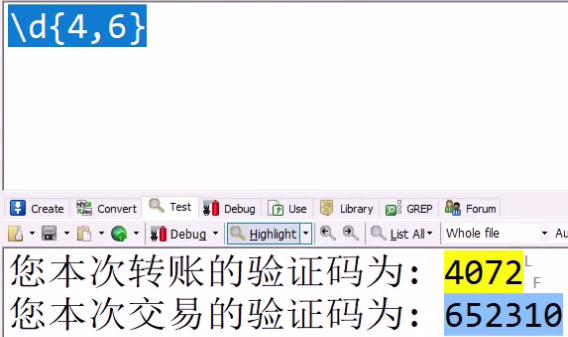 \d{4,6}
Create Convert Test Debug Use Library GREP Forum
Debug Highlight List All Whole file Au
您本次转账的验证码为: 4072 LF
您本次交易的验证码为: 652310